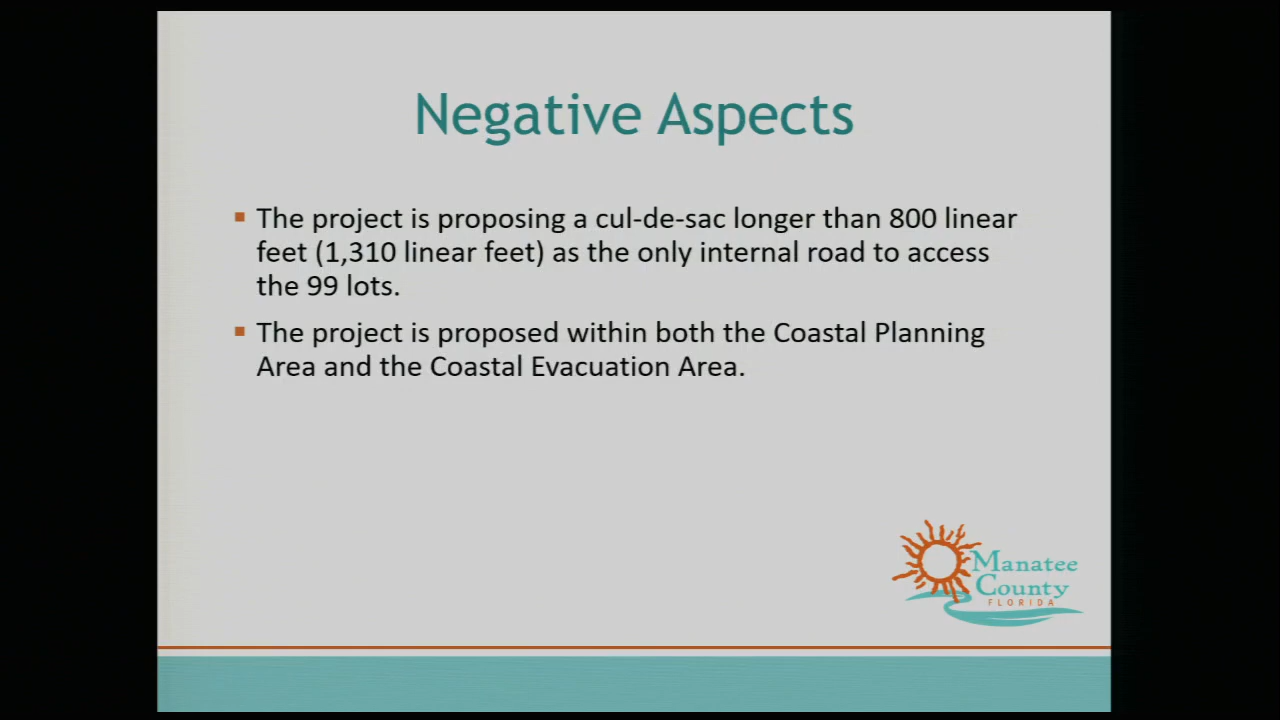 Negative Aspects
The project is proposing a cul-de-sac longer than 800 linear
feet (1,310 linear feet) as the only internal road to access
the 99 lots.
The project is proposed within both the Coastal Planning
Area and the Coastal Evacuation Area.
Manatee
County
FLORIDA